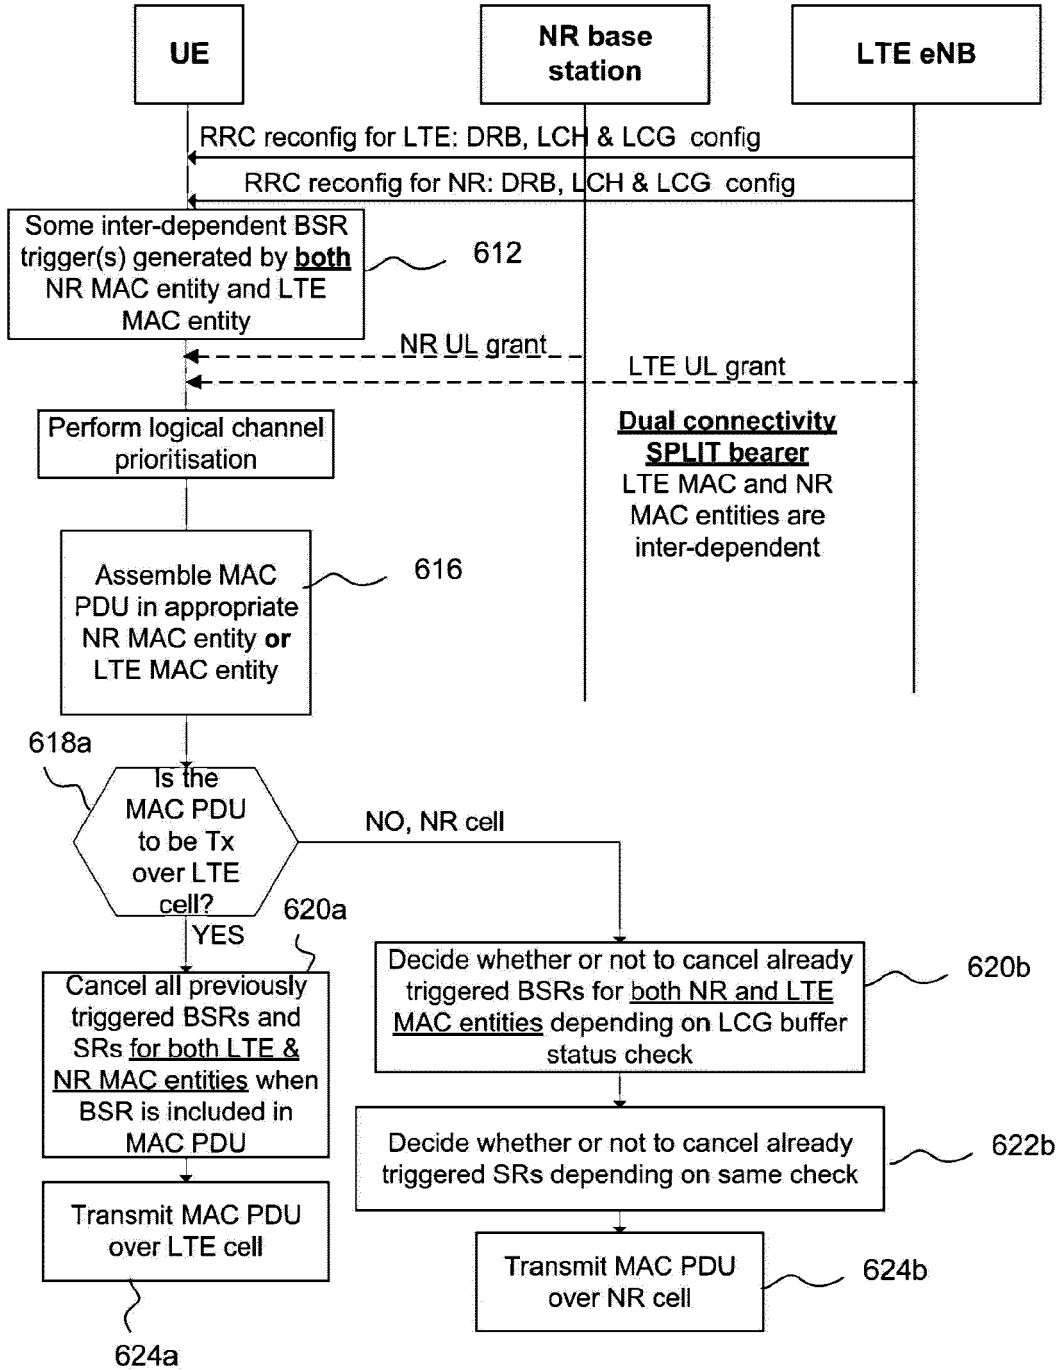 UE
NR base
station
LTE eNB
RRC reconfig for LTE: DRB, LCH & LCG config
RRC reconfig for NR: DRB, LCH & LCG config
Some inter-dependent BSR
trigger(s) generated by both
NR MAC entity and LTE
MAC entity
612
NR UL grant
LTE UL grant
Perform logical channel
prioritisation
Dual connectivity
SPLIT bearer
LTE MAC and NR
MAC entities are
inter-dependent
Assemble MAC
PDU in appropriate
NR MAC entity or
LTE MAC entity
616
618a
Is the
MAC PDU
to be Tx
over LTE
cell?
NO, NR cell
YES
620a
Cancel all previously
triggered BSRs and
SRs for both LTE &
NR MAC entities when
BSR is included in
MAC PDU
Decide whether or not to cancel already
triggered BSRs for both NR and LTE
MAC entities depending on LCG buffer
status check
620b
Decide whether or not to cancel already
triggered SRs depending on same check
622b
Transmit MAC PDU
over LTE cell
624a
Transmit MAC PDU
over NR cell
624b